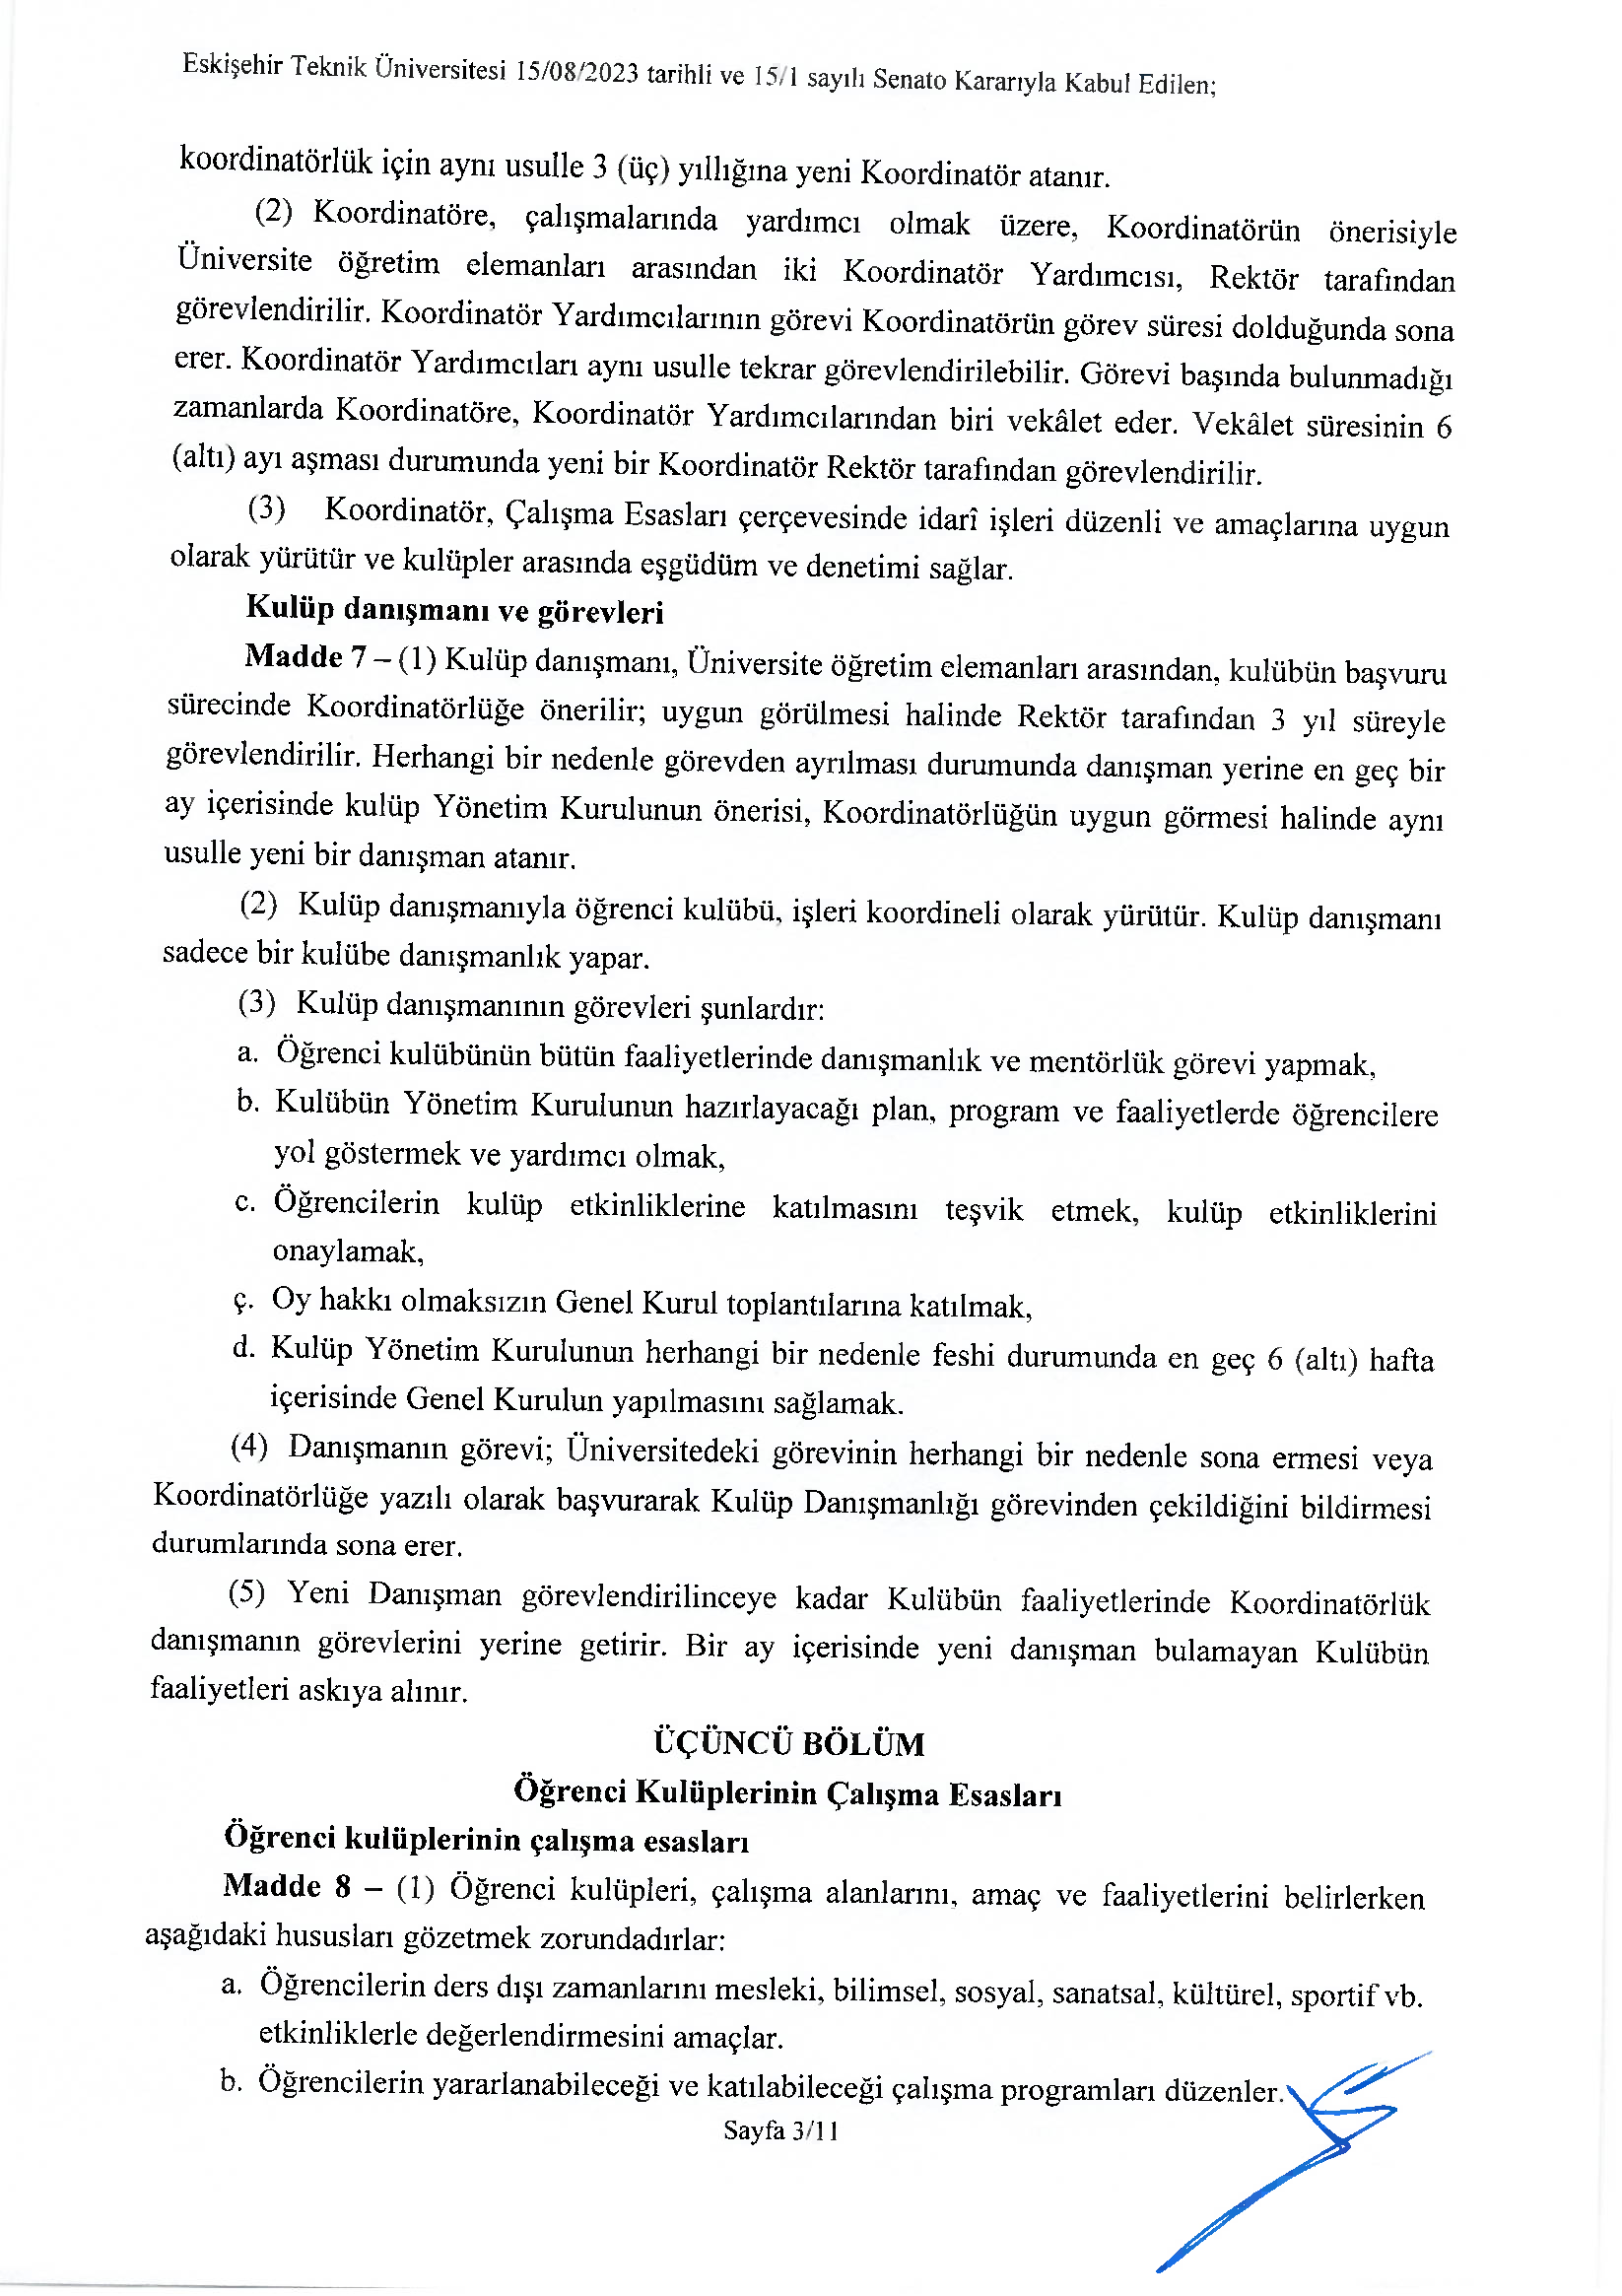 Eskişehir Teknik Üniversitesi 15/08/2023 tarihli ve 15/1 sayılı Senato Kararıyla Kabul Edilen;
koordinatörlük için aynı usulle 3 (üç) yıllığına yeni Koordinatör atanır.
(2) Koordinatöre, çalışmalarında yardımcı olmak üzere, Koordinatörün önerisiyle
Üniversite öğretim elemanları arasından iki Koordinatör Yardımcısı, Rektör tarafından
görevlendirilir. Koordinatör Yardımcılarının görevi Koordinatörün görev süresi dolduğunda sona
erer. Koordinatör Yardımcıları aynı usulle tekrar görevlendirilebilir. Görevi başında bulunmadığı
zamanlarda Koordinatöre, Koordinatör Yardımcılarından biri vekâlet eder. Vekâlet süresinin 6
(altı) ayı aşması durumunda yeni bir Koordinatör Rektör tarafından görevlendirilir.
(3) Koordinatör, Çalışma Esasları çerçevesinde idarî işleri düzenli ve amaçlarına uygun
olarak yürütür ve kulüpler arasında eşgüdüm ve denetimi sağlar.
Kulüp danışmanı ve görevleri
Madde 7 – (1) Kulüp danışmanı, Üniversite öğretim elemanları arasından, kulübün başvuru
sürecinde Koordinatörlüğe önerilir; uygun görülmesi halinde Rektör tarafından 3 yıl süreyle
görevlendirilir. Herhangi bir nedenle görevden ayrılması durumunda danışman yerine en geç bir
ay içerisinde kulüp Yönetim Kurulunun önerisi, Koordinatörlüğün uygun görmesi halinde aynı
usulle yeni bir danışman atanır.
(2) Kulüp danışmanıyla öğrenci kulübü, işleri koordineli olarak yürütür. Kulüp danışmanı
sadece bir kulübe danışmanlık yapar.
(3) Kulüp danışmanının görevleri şunlardır:
a. Öğrenci kulübünün bütün faaliyetlerinde danışmanlık ve mentörlük görevi yapmak,
b. Kulübün Yönetim Kurulunun hazırlayacağı plan, program ve faaliyetlerde öğrencilere
yol göstermek ve yardımcı olmak,
c. Öğrencilerin kulüp etkinliklerine katılmasını teşvik etmek, kulüp etkinliklerini
onaylamak,
ç. Oy hakkı olmaksızın Genel Kurul toplantılarına katılmak,
d. Kulüp Yönetim Kurulunun herhangi bir nedenle feshi durumunda en geç 6 (altı) hafta
içerisinde Genel Kurulun yapılmasını sağlamak.
(4) Danışmanın görevi; Üniversitedeki görevinin herhangi bir nedenle sona ermesi veya
Koordinatörlüğe yazılı olarak başvurarak Kulüp Danışmanlığı görevinden çekildiğini bildirmesi
durumlarında sona erer.
(5) Yeni Danışman görevlendirilinceye kadar Kulübün faaliyetlerinde Koordinatörlük
danışmanın görevlerini yerine getirir. Bir ay içerisinde yeni danışman bulamayan Kulübün
faaliyetleri askıya alınır.
ÜÇÜNCÜ BÖLÜM
Öğrenci Kulüplerinin Çalışma Esasları
Öğrenci kulüplerinin çalışma esasları
Madde 8 – (1) Öğrenci kulüpleri, çalışma alanlarını, amaç ve faaliyetlerini belirlerken
aşağıdaki hususları gözetmek zorundadırlar:
a. Öğrencilerin ders dışı zamanlarını mesleki, bilimsel, sosyal, sanatsal, kültürel, sportif vb.
etkinliklerle değerlendirmesini amaçlar.
b. Öğrencilerin yararlanabileceği ve katılabileceği çalışma programları düzenler.
Sayfa 3/11